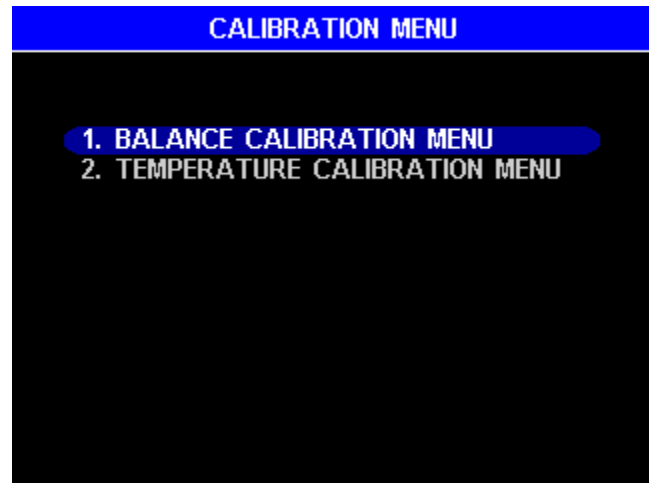 CALIBRATION MENU
1. BALANCE CALIBRATION MENU
2. TEMPERATURE CALIBRATION MENU